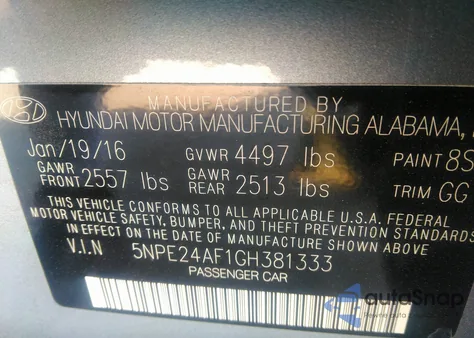 MANUFACTURED BY
HYUNDAI MOTOR MANUFACTURING ALABAMA,
Jan/19/16 GVWR 4497 lbs PAINT 8S
GAWR FRONT 2557 lbs GAWR REAR 2513 lbs TRIM GG
THIS VEHICLE CONFORMS TO ALL APPLICABLE U.S.A. FEDERAL
MOTOR VEHICLE SAFETY, BUMPER, AND THEFT PREVENTION STANDARDS
IN EFFECT ON THE DATE OF MANUFACTURE SHOWN ABOVE.
V.I.N 5NPE24AF1GH381333
PASSENGER CAR
autoSnap